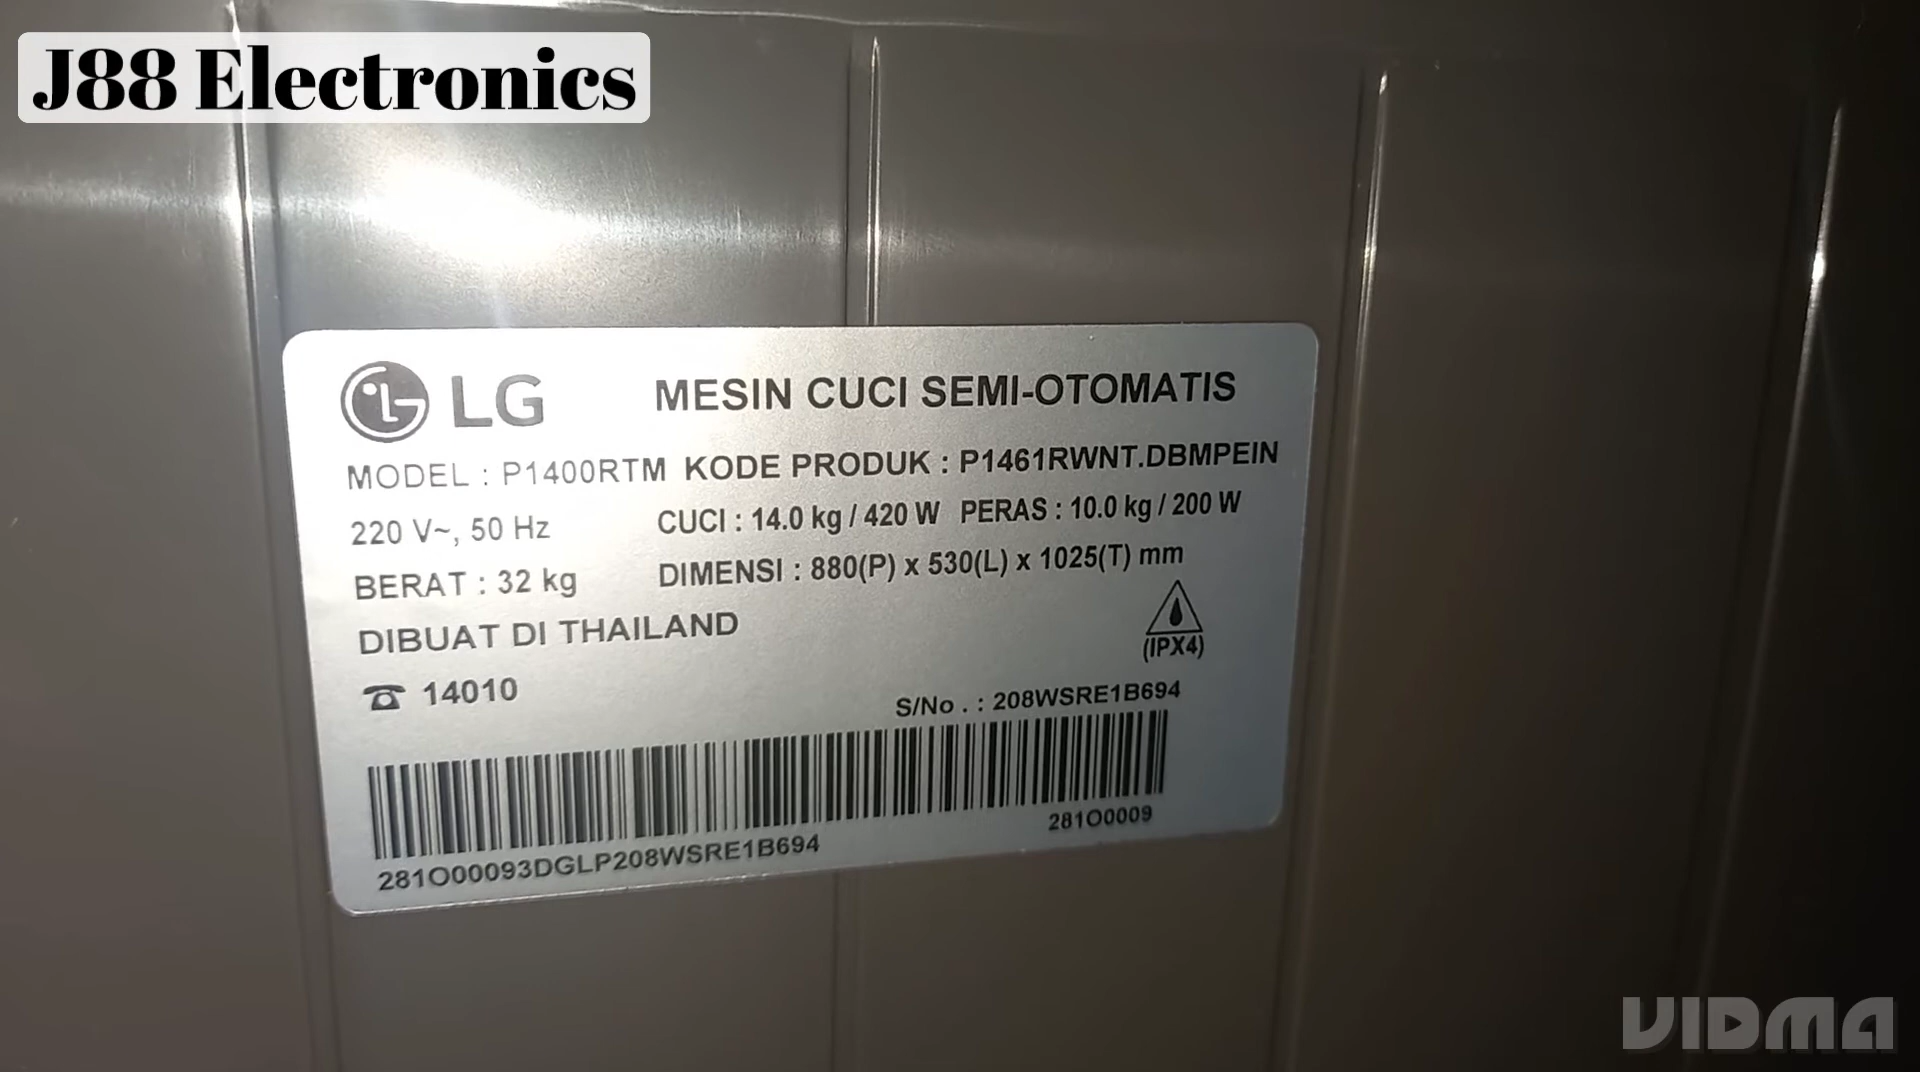 J88 Electronics
LG MESIN CUCI SEMI-OTOMATIS
MODEL : P1400RTM KODE PRODUK : P1461RWNT.DBMPEIN
220 V~, 50 Hz CUCI : 14.0 kg / 420 W PERAS : 10.0 kg / 200 W
BERAT : 32 kg DIMENSI : 880(P) x 530(L) x 1025(T) mm
DIBUAT DI THAILAND
(IPX4)
☎ 14010
S/No . : 208WSRE1B694
281O00093DGLP208WSRE1B694 281O0009
VIDMA